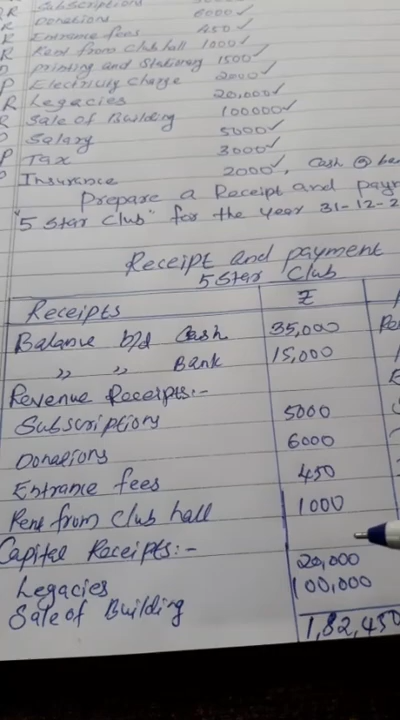 R Subscriptions
R Donations 6000✓
R Entrance fees 450✓
R Rent from club hall 1000✓
Printing and Stationery 1500✓
P Electricity Charge 2000✓
R Legacies 20,000✓
R Sale of Building 100000✓
Salary 5000✓
P Tax 3000✓
Insurance 2000✓, Cash @
Prepare a Receipt and
"5 Star Club" for the year 31-12-2
Receipt and payment
5 Star Club
Receipts ₹
Balance b/d Cash 35,000
" " Bank 15,000
Revenue Receipts:-
Subscriptions 5000
Donations 6000
Entrance fees 450
Rent from Club hall 1000
Capital Receipts:-
Legacies 20,000
Sale of Building 100,000
1,82,450